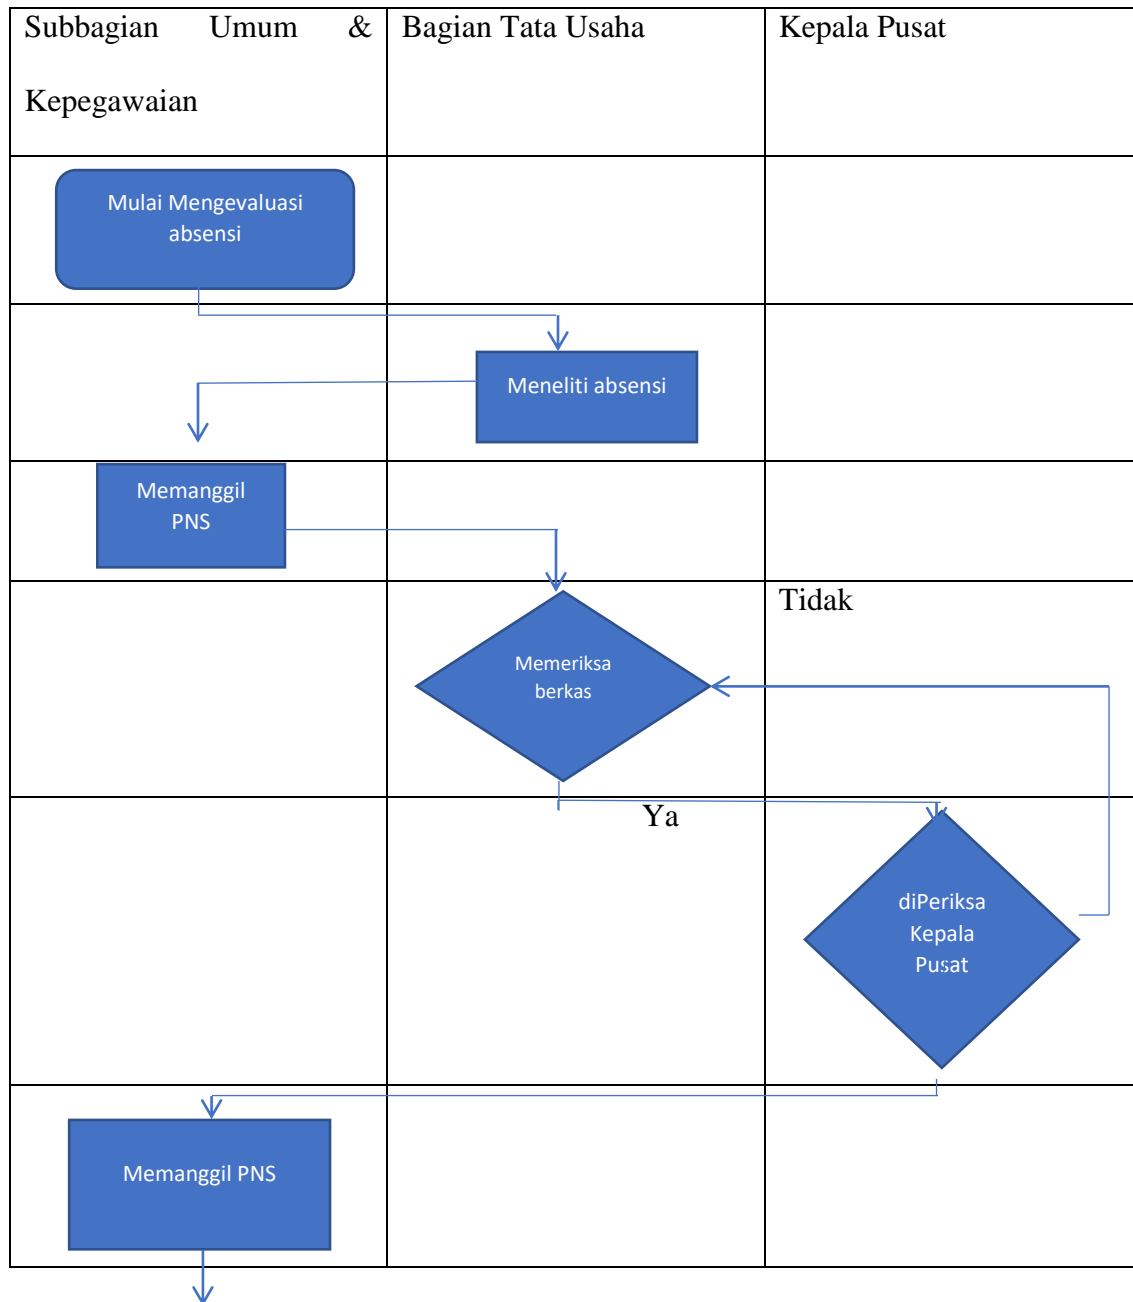 Subbagian Umum &
Kepegawaian
Bagian Tata Usaha
Kepala Pusat
Mulai Mengevaluasi
absensi
Meneliti absensi
Memanggil
PNS
Tidak
Memeriksa
berkas
Ya
diPeriksa
Kepala
Pusat
Memanggil PNS